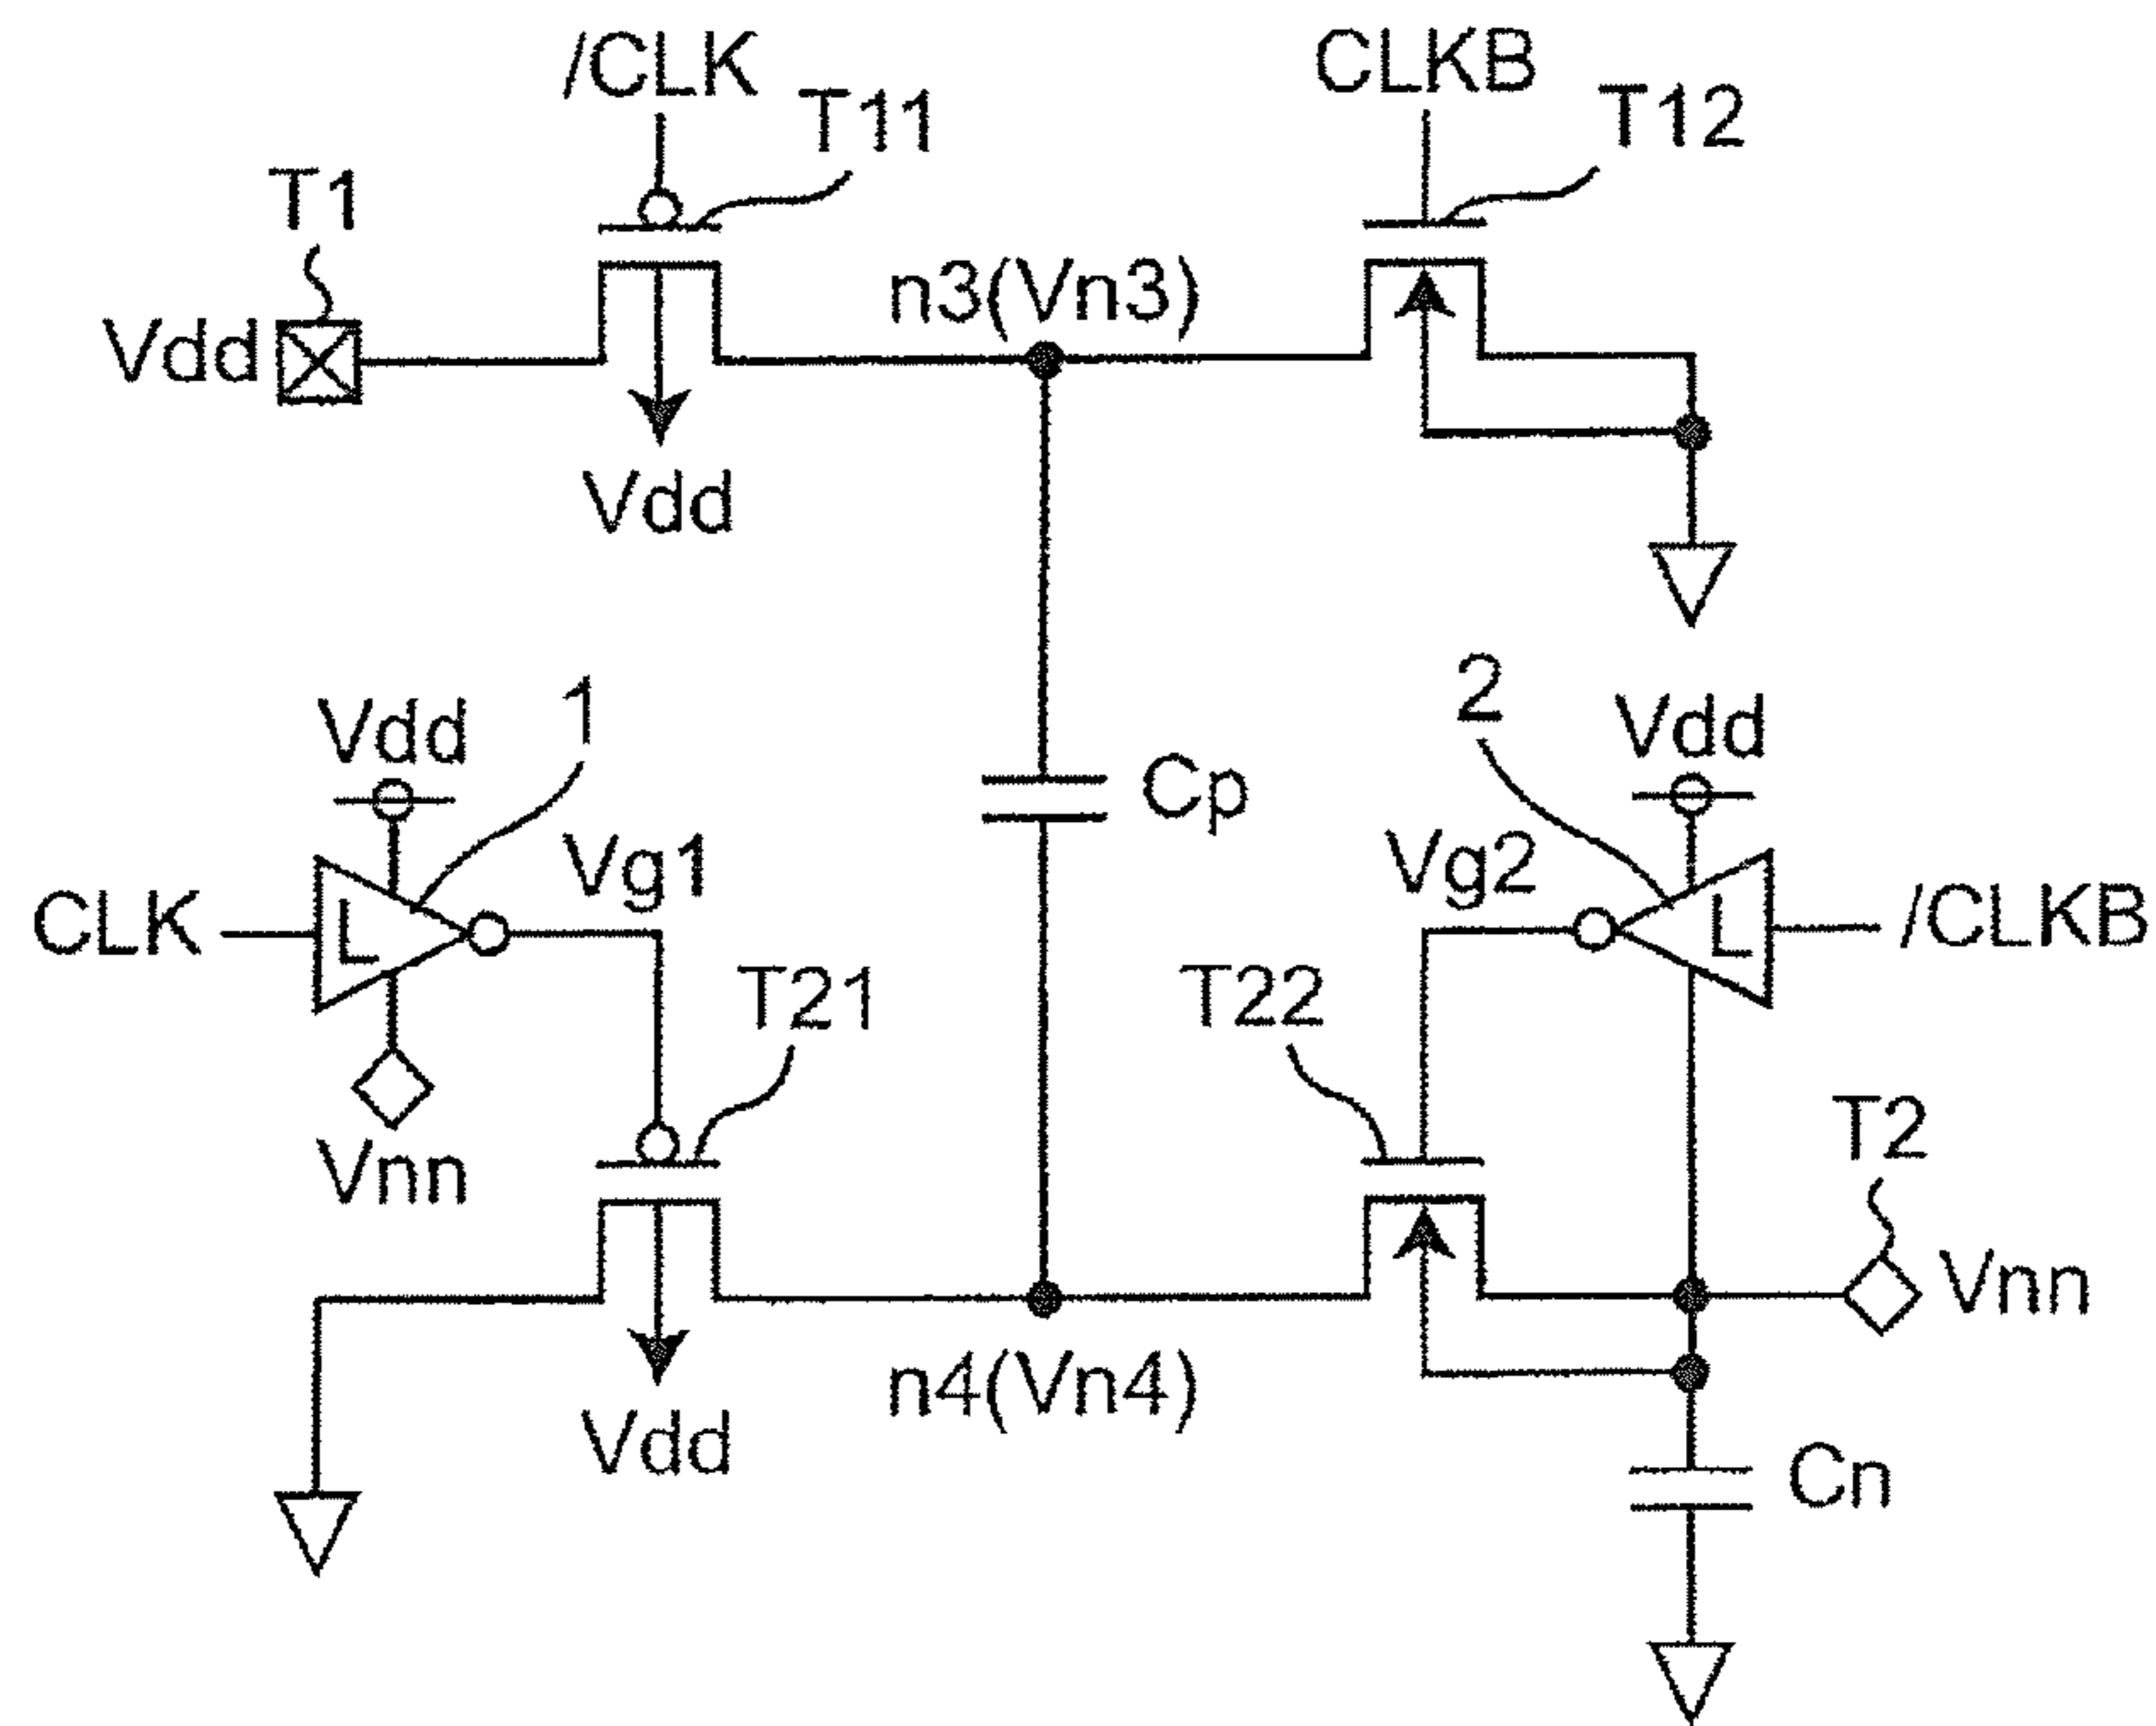 /CLK
CLKB
T11
T12
T1
n3(Vn3)
Vdd
Vdd
1
2
Vdd
Vdd
Cp
Vg1
Vg2
CLK
L
L
/CLKB
T21
T22
T2
Vnn
Vnn
n4(Vn4)
Vdd
Cn